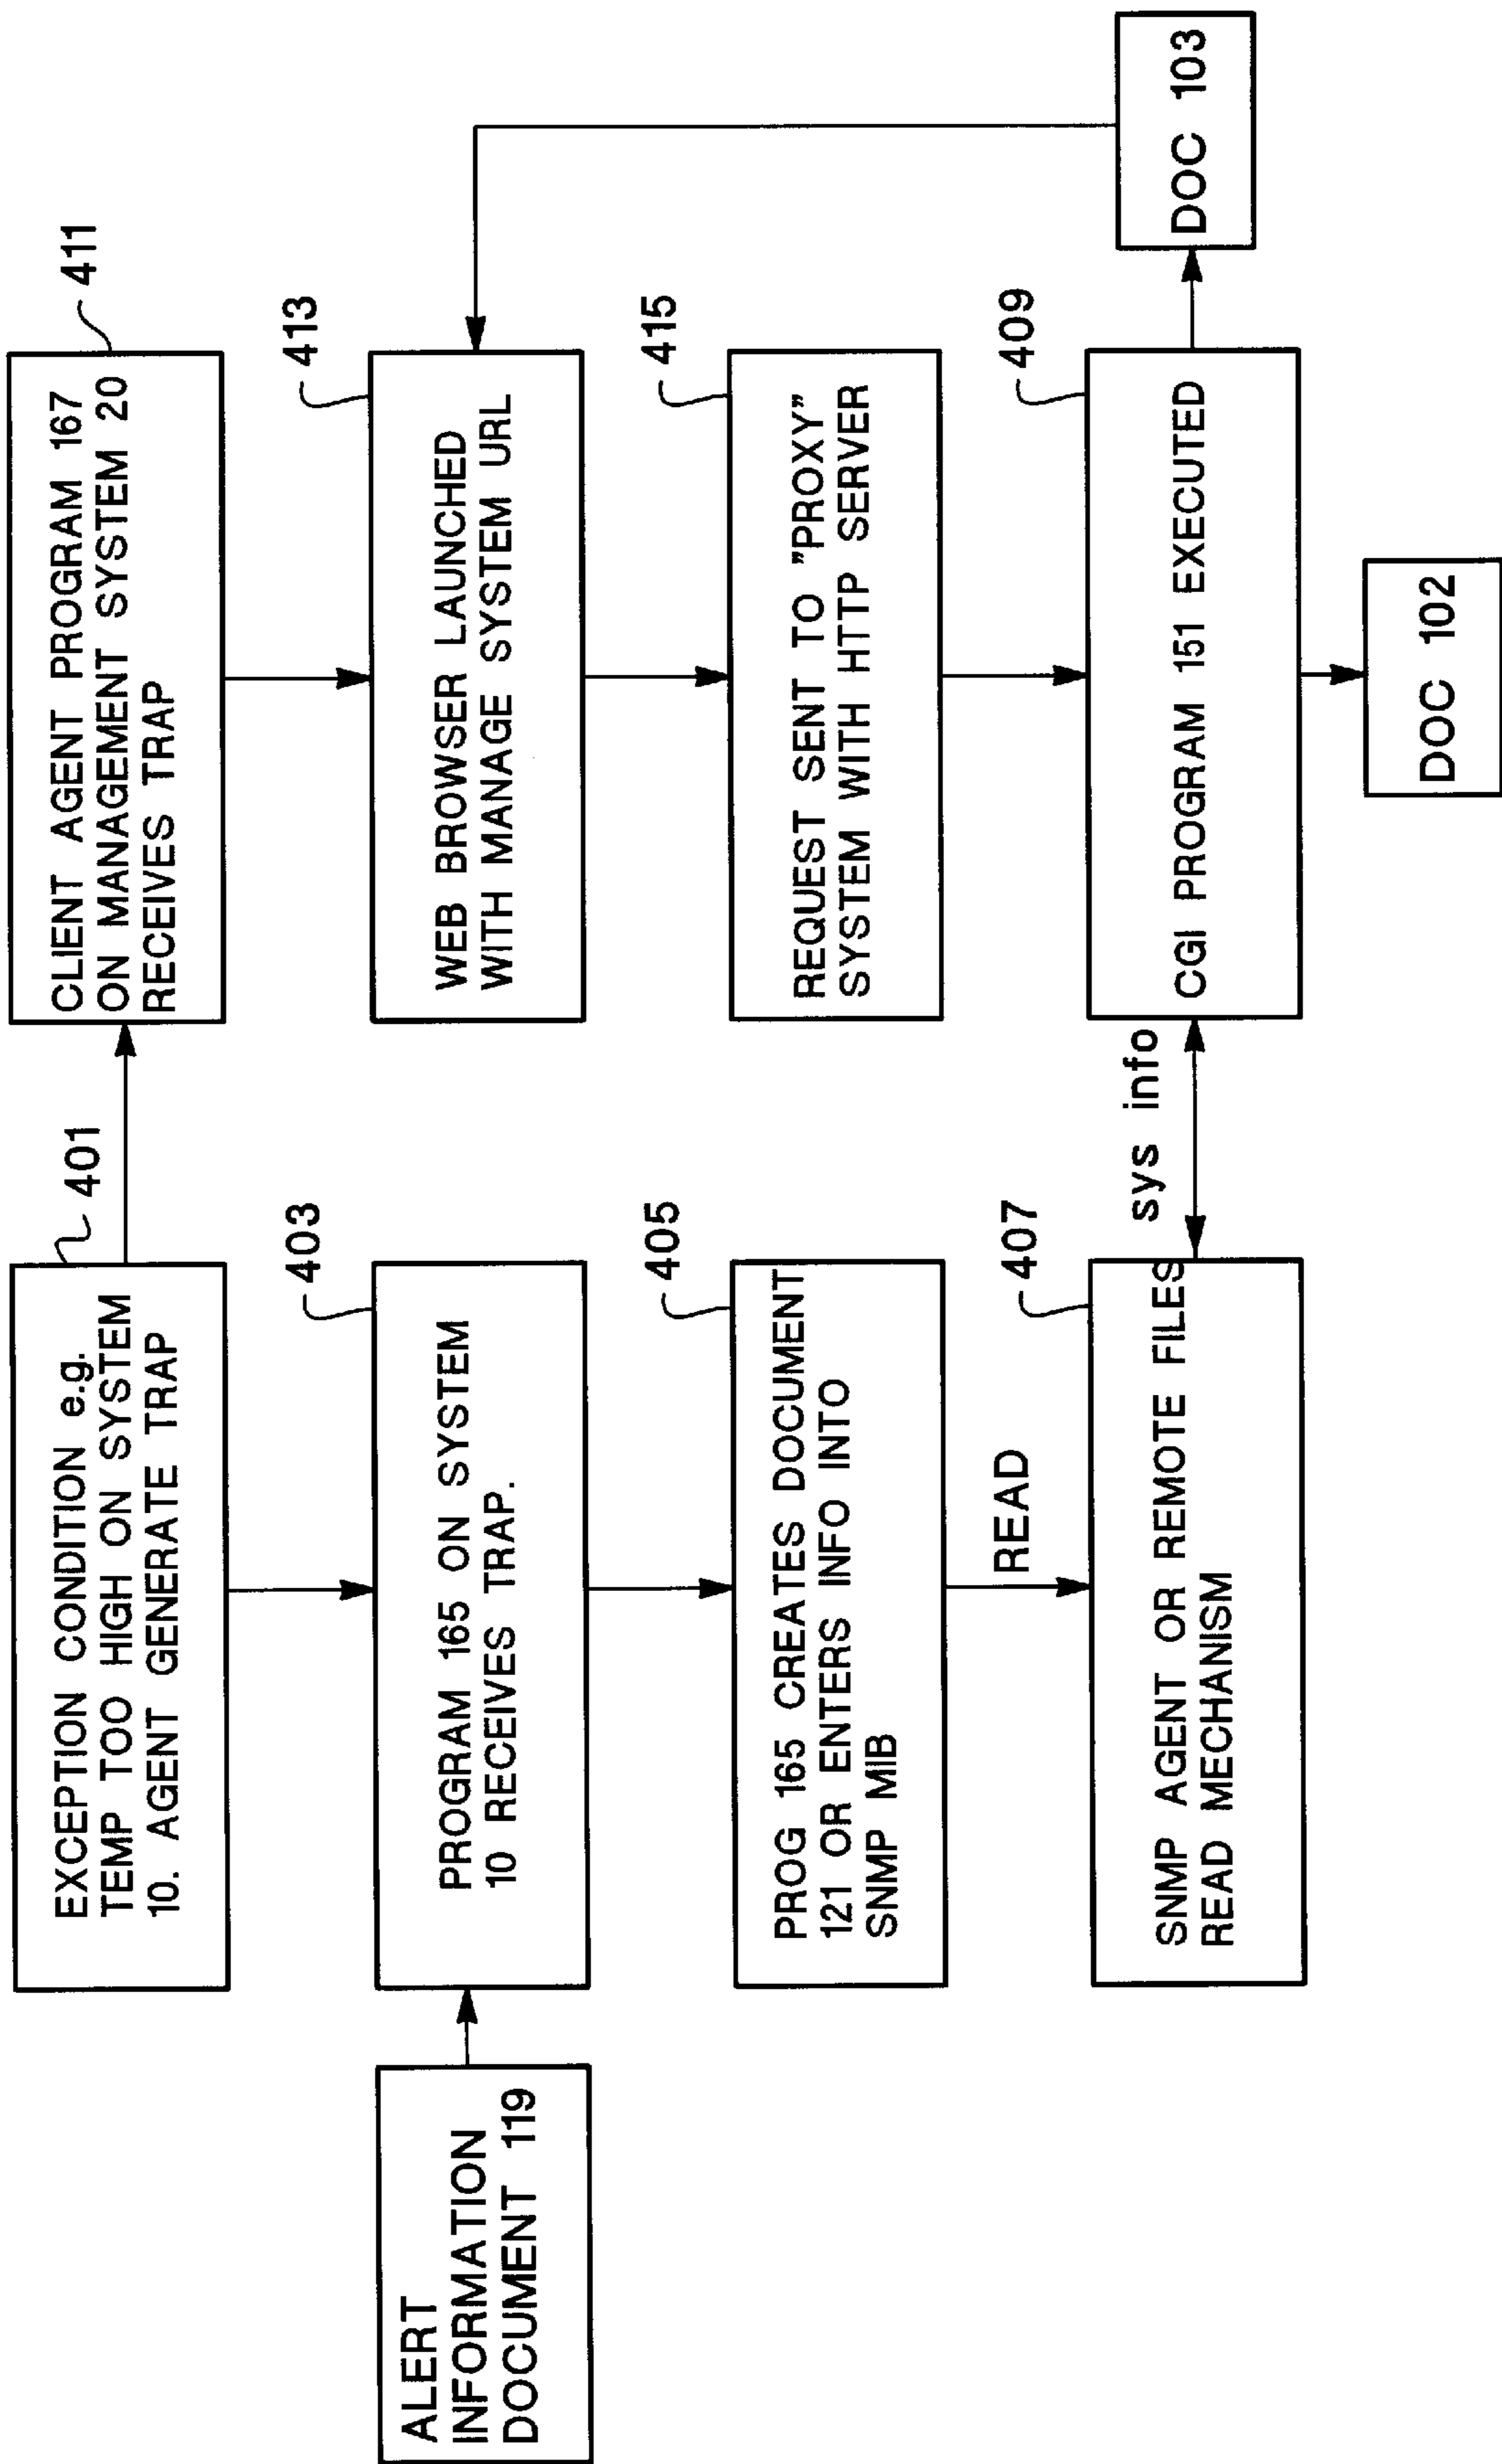 EXCEPTION CONDITION e.g.
TEMP TOO HIGH ON SYSTEM
10. AGENT GENERATE TRAP
401
CLIENT AGENT PROGRAM 167
ON MANAGEMENT SYSTEM 20
RECEIVES TRAP
411
ALERT
INFORMATION
DOCUMENT 119
PROGRAM 165 ON SYSTEM
10 RECEIVES TRAP.
403
WEB BROWSER LAUNCHED
WITH MANAGE SYSTEM URL
413
PROG 165 CREATES DOCUMENT
121 OR ENTERS INFO INTO
SNMP MIB
405
REQUEST SENT TO "PROXY"
SYSTEM WITH HTTP SERVER
415
READ
SNMP AGENT OR REMOTE FILES
READ MECHANISM
407
sys info
CGI PROGRAM 151 EXECUTED
409
DOC 103
DOC 102